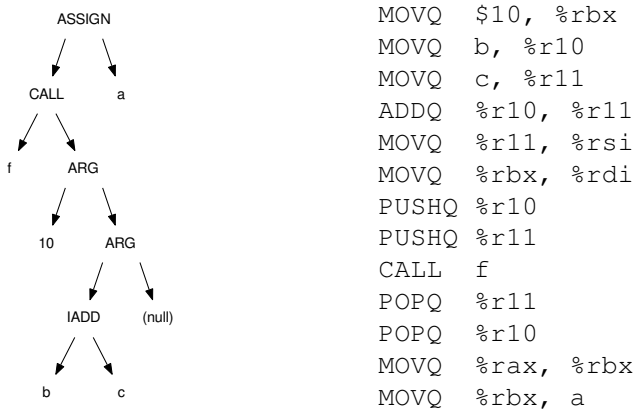 ASSIGN
CALL a
f ARG
10 ARG
IADD (null)
b c
MOVQ $10, %rbx
MOVQ b, %r10
MOVQ c, %r11
ADDQ %r10, %r11
MOVQ %r11, %rsi
MOVQ %rbx, %rdi
PUSHQ %r10
PUSHQ %r11
CALL f
POPQ %r11
POPQ %r10
MOVQ %rax, %rbx
MOVQ %rbx, a